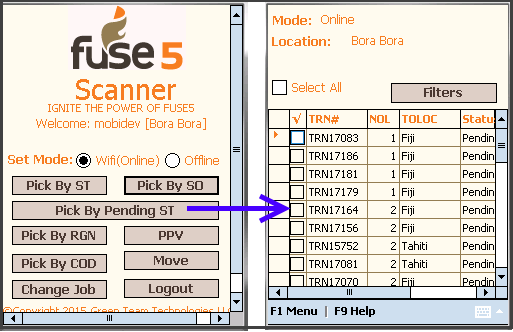 fuse5
Scanner
IGNITE THE POWER OF FUSE5
Welcome: mobidev [Bora Bora]
Set Mode: Wifi(Online) Offline
Pick By ST Pick By SO
Pick By Pending ST
Pick By RGN PPV
Pick By COD Move
Change Job Logout
©Copyright 2015 Green Team Technologies LLC
Mode: Online
Location: Bora Bora
Select All Filters
√ TRN# NOL TOLOC Statu
TRN17083 1 Fiji Pendin
TRN17186 1 Fiji Pendin
TRN17181 1 Fiji Pendin
TRN17179 1 Fiji Pendin
TRN17164 2 Fiji Pendin
TRN17156 2 Fiji Pendin
TRN15752 2 Tahiti Pendin
TRN17081 2 Tahiti Pendin
TRN17070 2 Fiji Pendin
F1 Menu | F9 Help